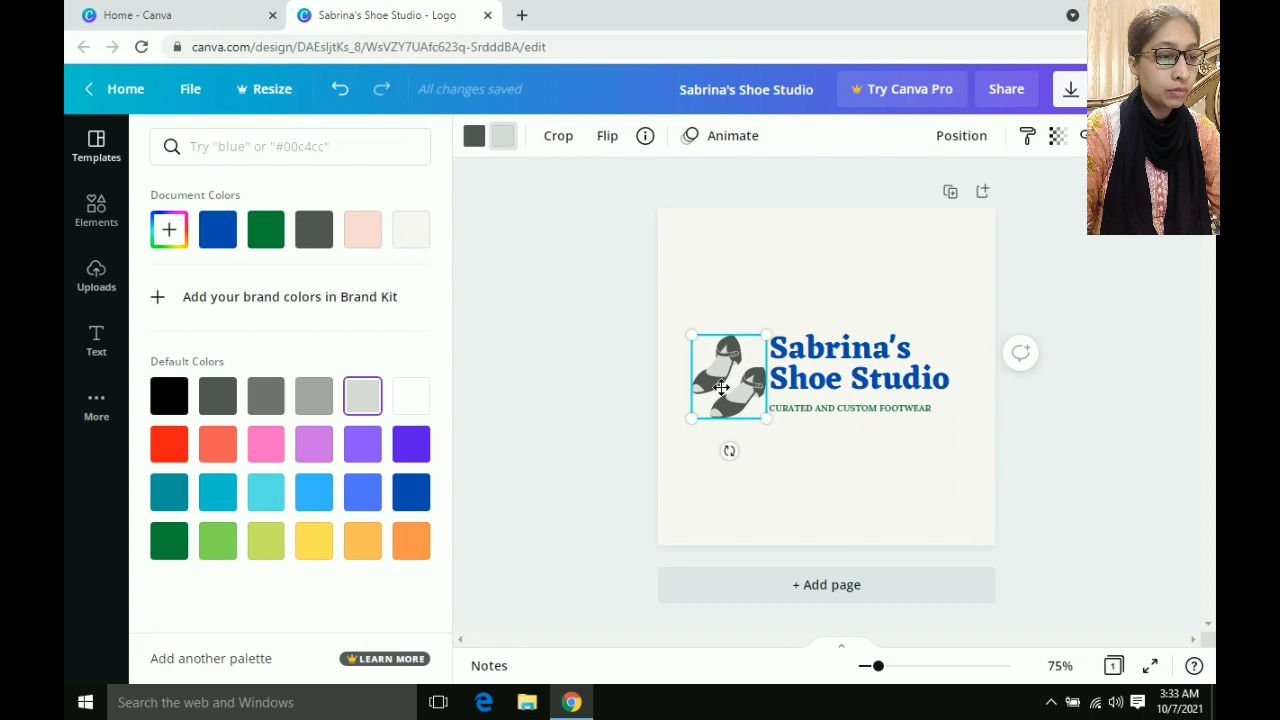 Home - Canva
Sabrina's Shoe Studio - Logo
canva.com/design/DAEsljtKs_8/WsVZY7UAfc623q-SrdddBA/edit
Home
File
Resize
All changes saved
Sabrina's Shoe Studio
Try Canva Pro
Share
Templates
Elements
Uploads
Text
More
Try "blue" or "#00c4cc"
Crop
Flip
Animate
Position
Document Colors
Add your brand colors in Brand Kit
Default Colors
Sabrina's
Shoe Studio
CURATED AND CUSTOM FOOTWEAR
+ Add page
Add another palette
LEARN MORE
Notes
75%
1
Search the web and Windows
3:33 AM
10/7/2021